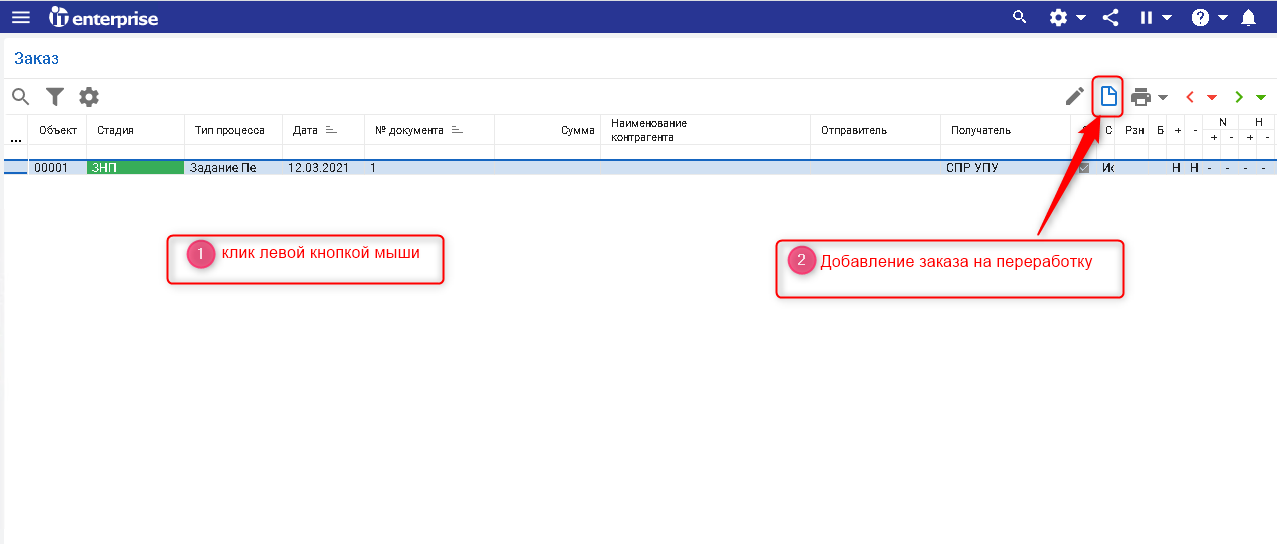 it enterprise
Заказ
... Объект Стадия Тип процесса Дата № документа Сумма Наименование контрагента Отправитель Получатель С Рзн Б + - N Н
+ - + -
00001 ЗНП Задание Пе 12.03.2021 1 СПР УПУ Ис Н Н - - - -
1 клик левой кнопкой мыши
2 Добавление заказа на переработку